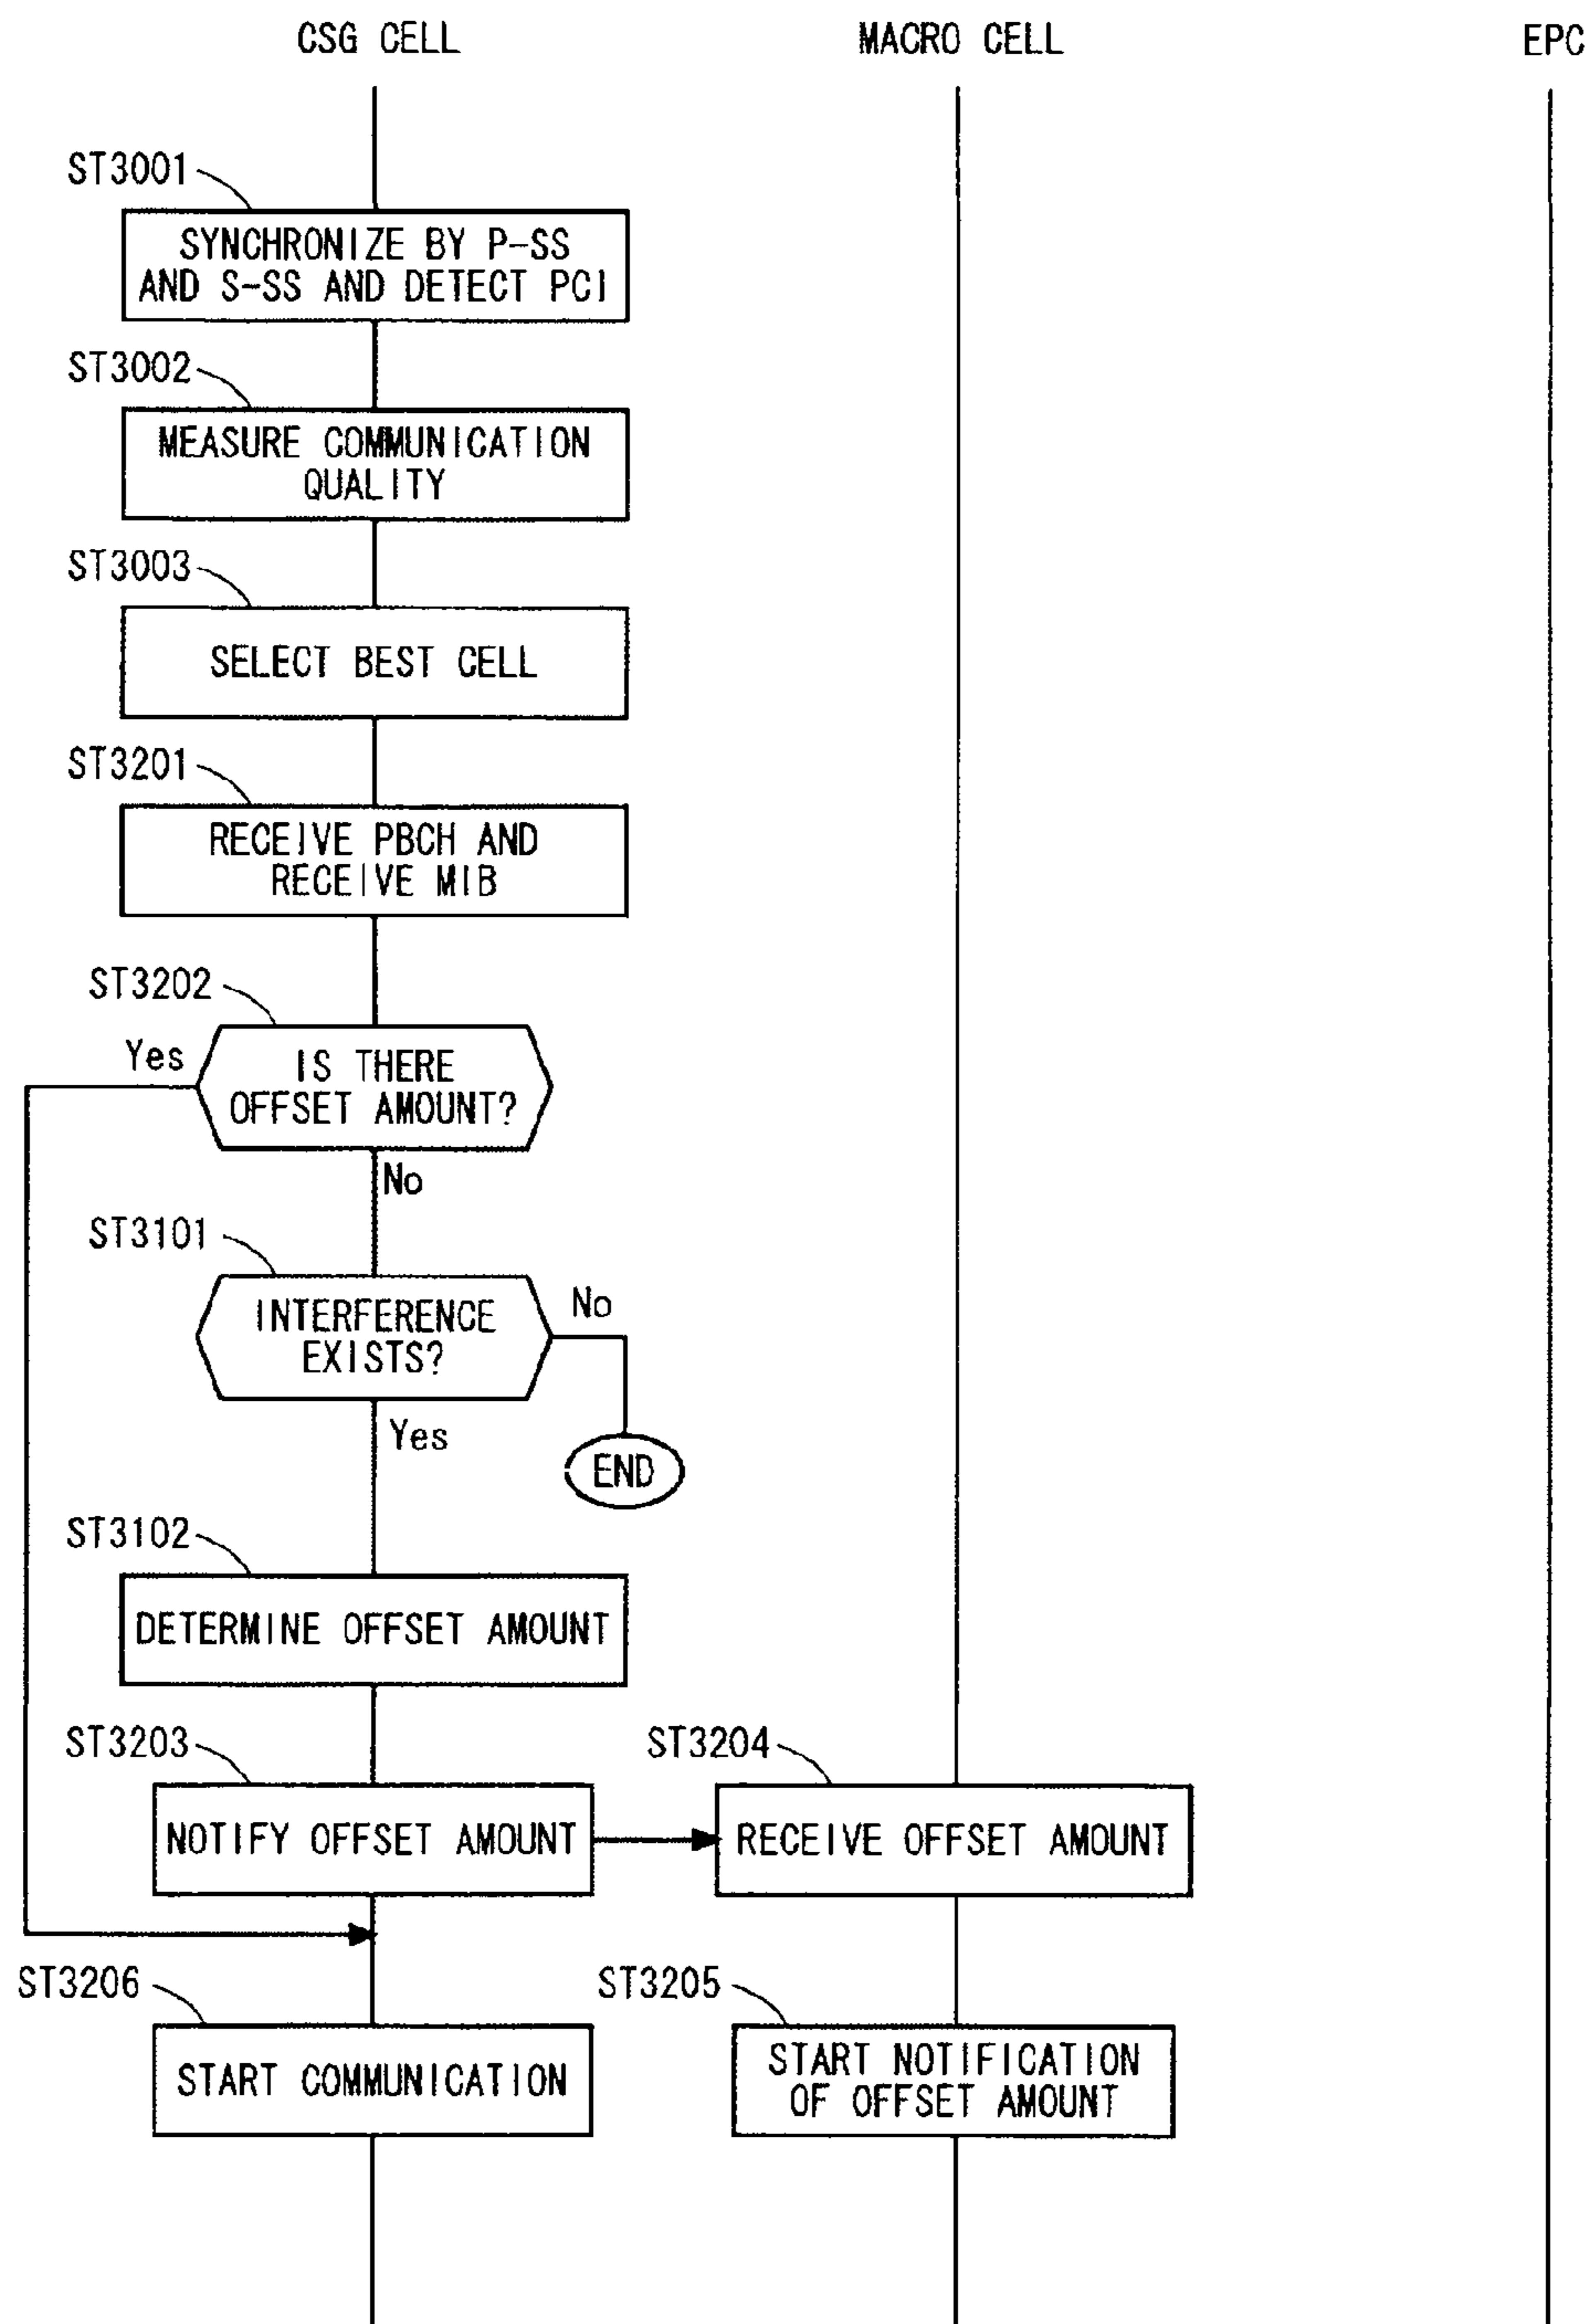 CSG CELL
MACRO CELL
EPC
ST3001
SYNCHRONIZE BY P-SS
AND S-SS AND DETECT PCI
ST3002
MEASURE COMMUNICATION
QUALITY
ST3003
SELECT BEST CELL
ST3201
RECEIVE PBCH AND
RECEIVE MIB
ST3202
Yes
IS THERE
OFFSET AMOUNT?
No
ST3101
INTERFERENCE
EXISTS?
No
Yes
END
ST3102
DETERMINE OFFSET AMOUNT
ST3203
NOTIFY OFFSET AMOUNT
ST3204
RECEIVE OFFSET AMOUNT
ST3206
START COMMUNICATION
ST3205
START NOTIFICATION
OF OFFSET AMOUNT